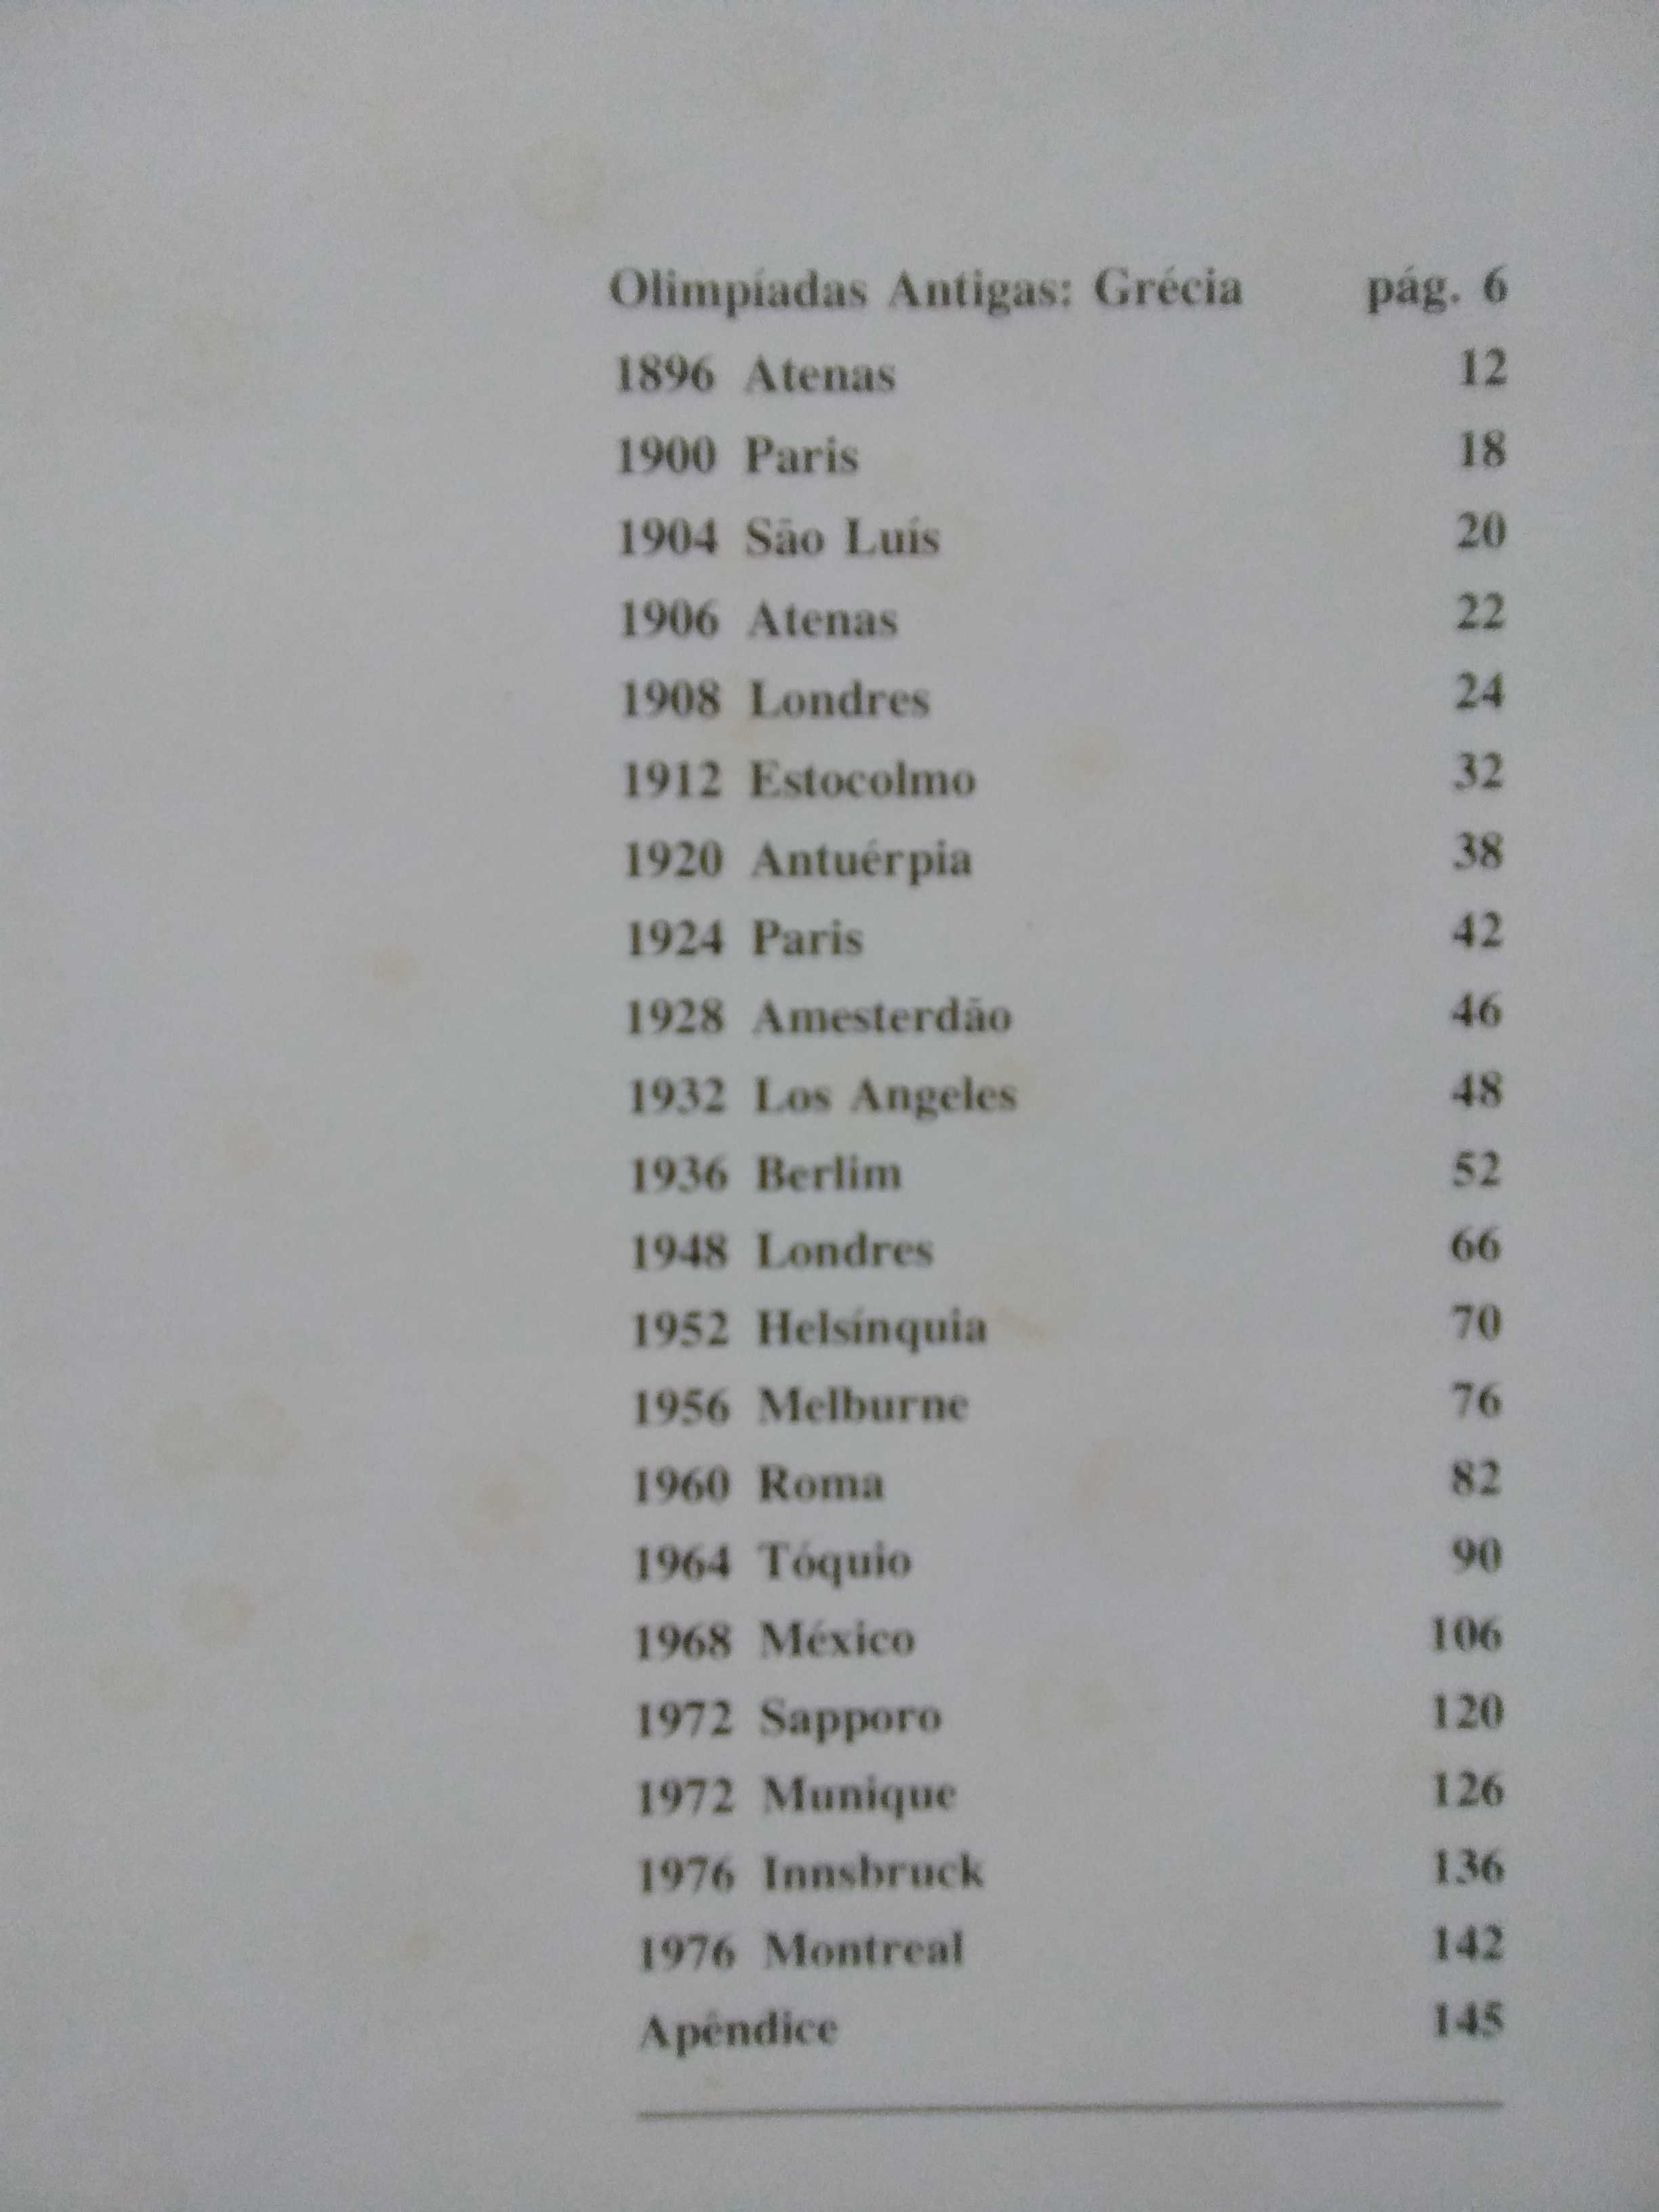 Olimpíadas Antigas: Grécia pág. 6
1896 Atenas 12
1900 Paris 18
1904 São Luís 20
1906 Atenas 22
1908 Londres 24
1912 Estocolmo 32
1920 Antuérpia 38
1924 Paris 42
1928 Amesterdão 46
1932 Los Angeles 48
1936 Berlim 52
1948 Londres 66
1952 Helsínquia 70
1956 Melburne 76
1960 Roma 82
1964 Tóquio 90
1968 México 106
1972 Sapporo 120
1972 Munique 126
1976 Innsbruck 136
1976 Montreal 142
Apêndice 145